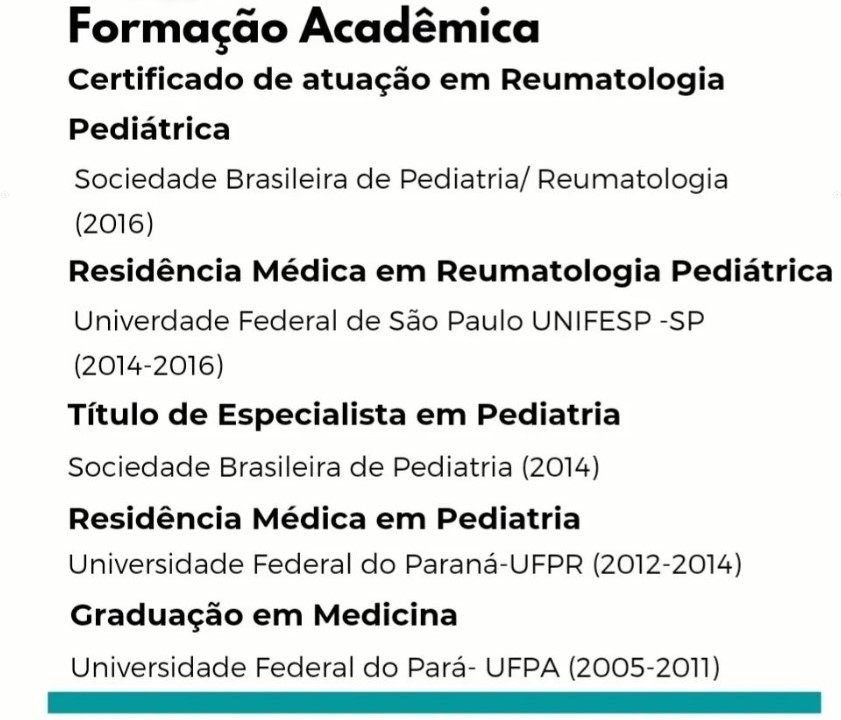 Formação Acadêmica
Certificado de atuação em Reumatologia
Pediátrica
Sociedade Brasileira de Pediatria/ Reumatologia
(2016)
Residência Médica em Reumatologia Pediátrica
Univerdade Federal de São Paulo UNIFESP -SP
(2014-2016)
Título de Especialista em Pediatria
Sociedade Brasileira de Pediatria (2014)
Residência Médica em Pediatria
Universidade Federal do Paraná-UFPR (2012-2014)
Graduação em Medicina
Universidade Federal do Pará- UFPA (2005-2011)